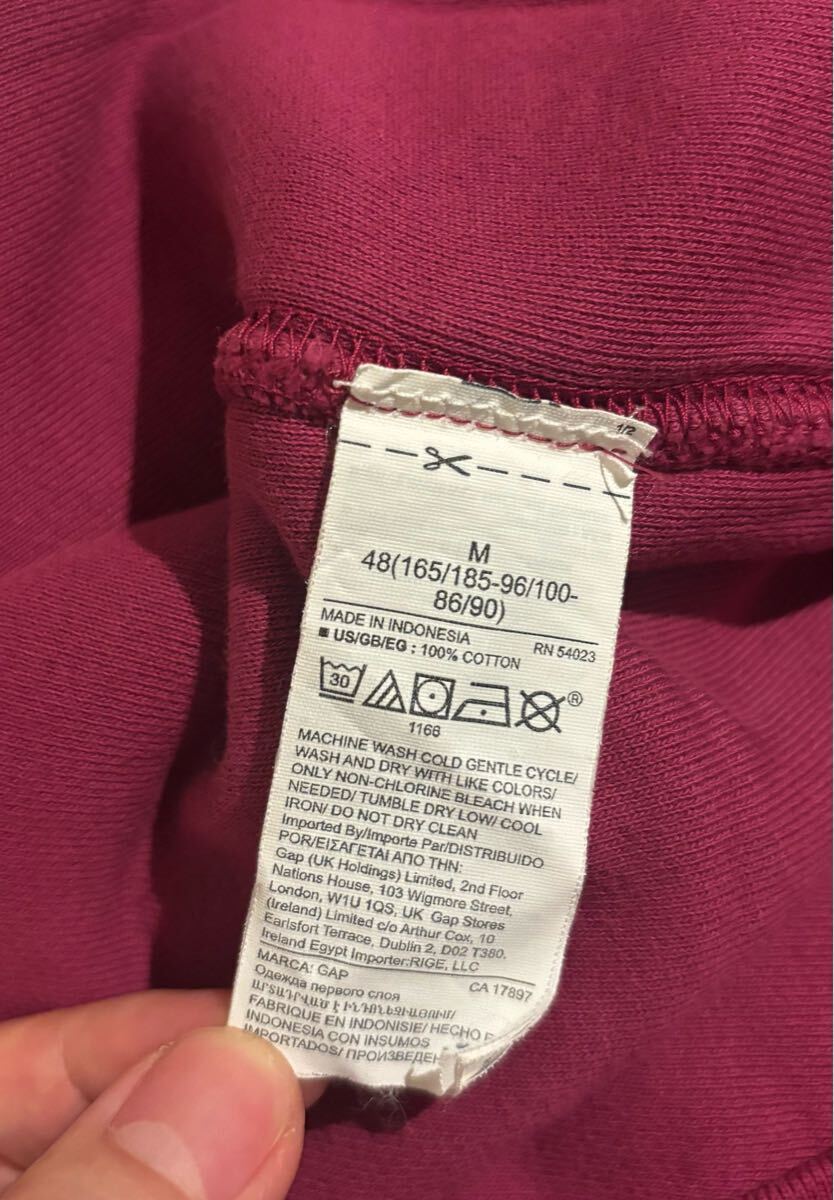 1/2
M
48(165/185-96/100-
86/90)
MADE IN INDONESIA
RN 54023
■ US/GB/EG : 100% COTTON
30
®
1168
MACHINE WASH COLD GENTLE CYCLE/
WASH AND DRY WITH LIKE COLORS/
ONLY NON-CHLORINE BLEACH WHEN
NEEDED/ TUMBLE DRY LOW/ COOL
IRON/ DO NOT DRY CLEAN
Imported By/Importe Par/DISTRIBUIDO
POR/ΕΙΣΑΓΕΤΑΙ ΑΠΟ ΤΗΝ:
Gap (UK Holdings) Limited, 2nd Floor
Nations House, 103 Wigmore Street,
London, W1U 1QS, UK Gap Stores
(Ireland) Limited c/o Arthur Cox, 10
Earlsfort Terrace, Dublin 2, D02 T380,
Ireland Egypt Importer:RIGE, LLC
MARCA: GAP
CA 17897
Одежда первого слоя
ԱՐՏԱԴՐՎԱԾ Է ԻՆԴՈՆԵԶԻԱՅՈՒՄ/
FABRIQUE EN INDONISIE/ HECHO E
INDONESIA CON INSUMOS
IMPORTADOS/ ПРОИЗВЕДЕН